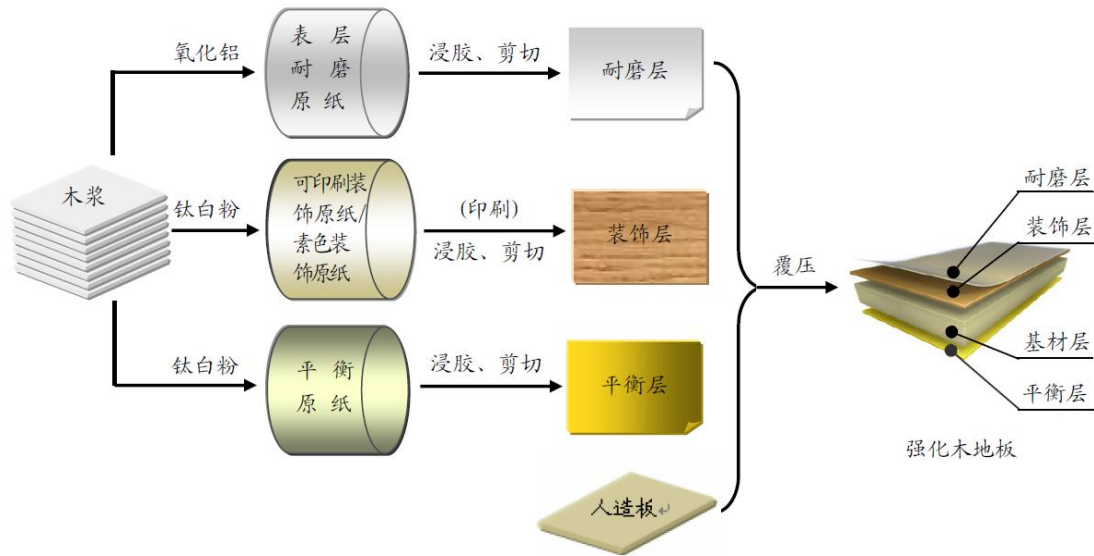 氧化铝
表 层
耐 磨
原 纸
浸胶、剪切
耐磨层
木浆
钛白粉
可印刷装
饰原纸/
素色装
饰原纸
(印刷)
浸胶、剪切
装饰层
钛白粉
平 衡
原 纸
浸胶、剪切
平衡层
人造板
覆压
耐磨层
装饰层
基材层
平衡层
强化木地板